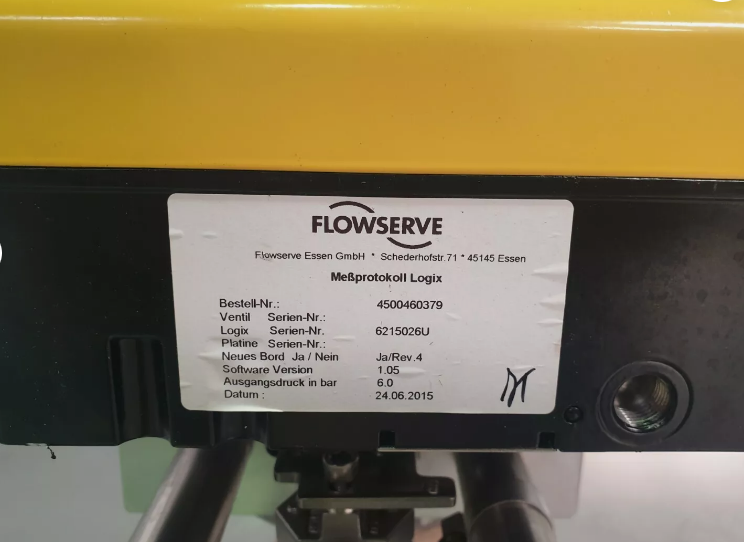 FLOWSERVE
Flowserve Essen GmbH * Schederhofstr.71 * 45145 Essen
Meßprotokoll Logix
Bestell-Nr.: 4500460379
Ventil Serien-Nr.:
Logix Serien-Nr. 6215026U
Platine Serien-Nr.:
Neues Bord Ja / Nein Ja/Rev.4
Software Version 1.05
Ausgangsdruck in bar 6.0
Datum : 24.06.2015